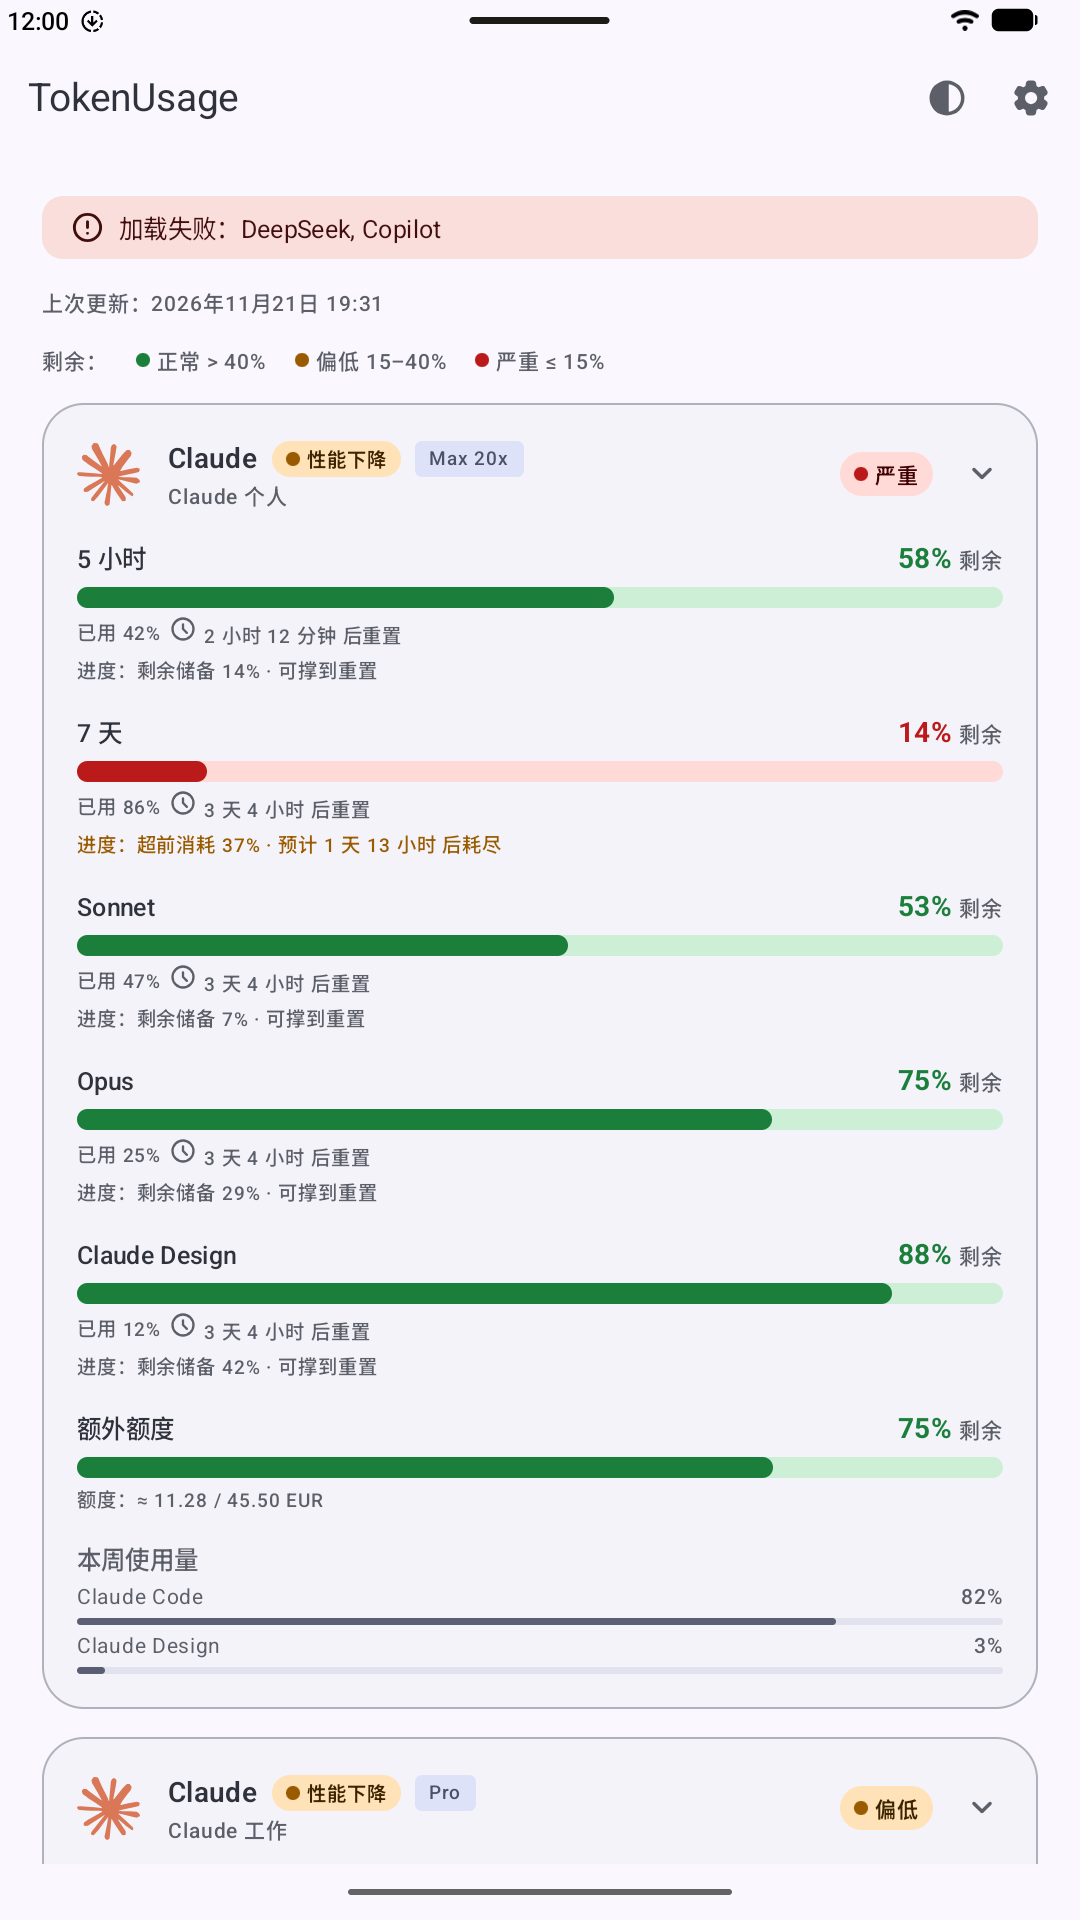 12:00
TokenUsage
加载失败：DeepSeek, Copilot
上次更新：2026年11月21日 19:31
剩余： 正常 > 40% 偏低 15–40% 严重 ≤ 15%
Claude 性能下降 Max 20x
Claude 个人
严重
5 小时 58% 剩余
已用 42% 2 小时 12 分钟 后重置
进度：剩余储备 14% · 可撑到重置
7 天 14% 剩余
已用 86% 3 天 4 小时 后重置
进度：超前消耗 37% · 预计 1 天 13 小时 后耗尽
Sonnet 53% 剩余
已用 47% 3 天 4 小时 后重置
进度：剩余储备 7% · 可撑到重置
Opus 75% 剩余
已用 25% 3 天 4 小时 后重置
进度：剩余储备 29% · 可撑到重置
Claude Design 88% 剩余
已用 12% 3 天 4 小时 后重置
进度：剩余储备 42% · 可撑到重置
额外额度 75% 剩余
额度：≈ 11.28 / 45.50 EUR
本周使用量
Claude Code 82%
Claude Design 3%
Claude 性能下降 Pro
Claude 工作
偏低